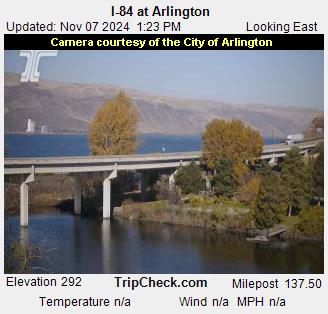 I-84 at Arlington
Updated: Nov 07 2024 1:23 PM Looking East
Camera courtesy of the City of Arlington
Elevation 292 TripCheck.com Milepost 137.50
Temperature n/a Wind n/a MPH n/a